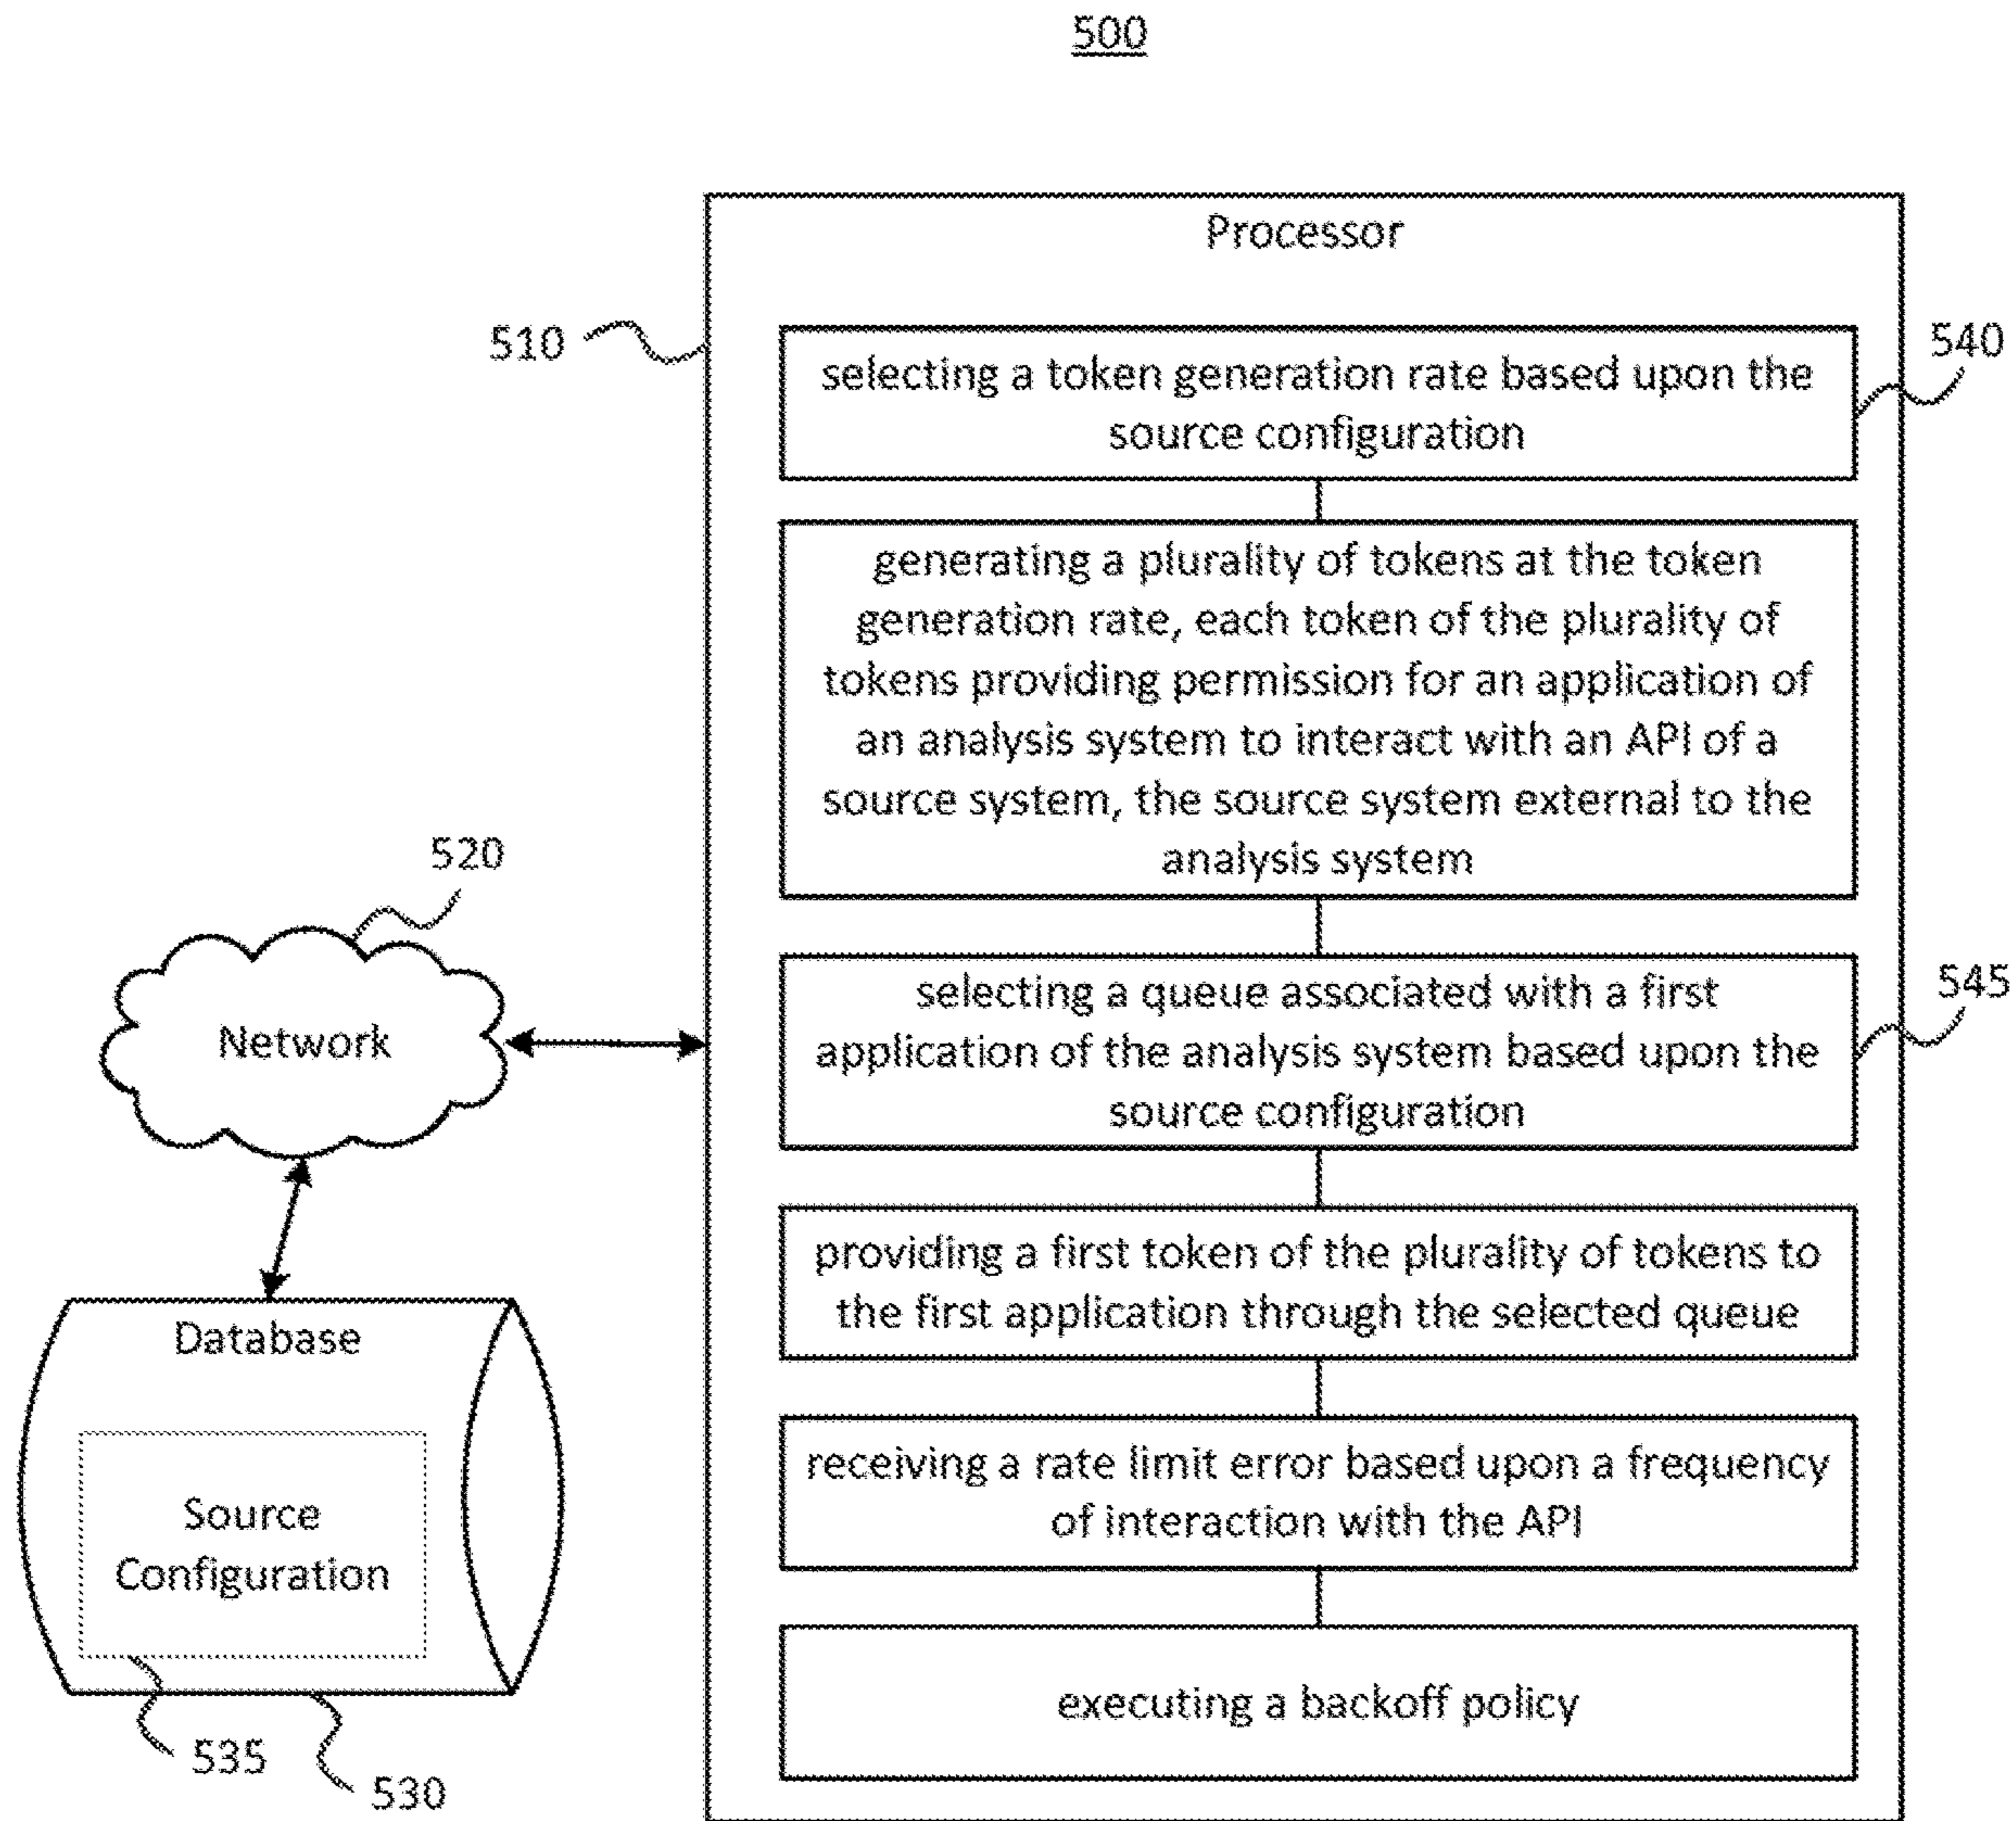 500
Processor
510
540
selecting a token generation rate based upon the
source configuration
generating a plurality of tokens at the token
generation rate, each token of the plurality of
tokens providing permission for an application of
an analysis system to interact with an API of a
source system, the source system external to the
analysis system
520
Network
545
selecting a queue associated with a first
application of the analysis system based upon the
source configuration
providing a first token of the plurality of tokens to
the first application through the selected queue
Database
Source
Configuration
receiving a rate limit error based upon a frequency
of interaction with the API
executing a backoff policy
535
530